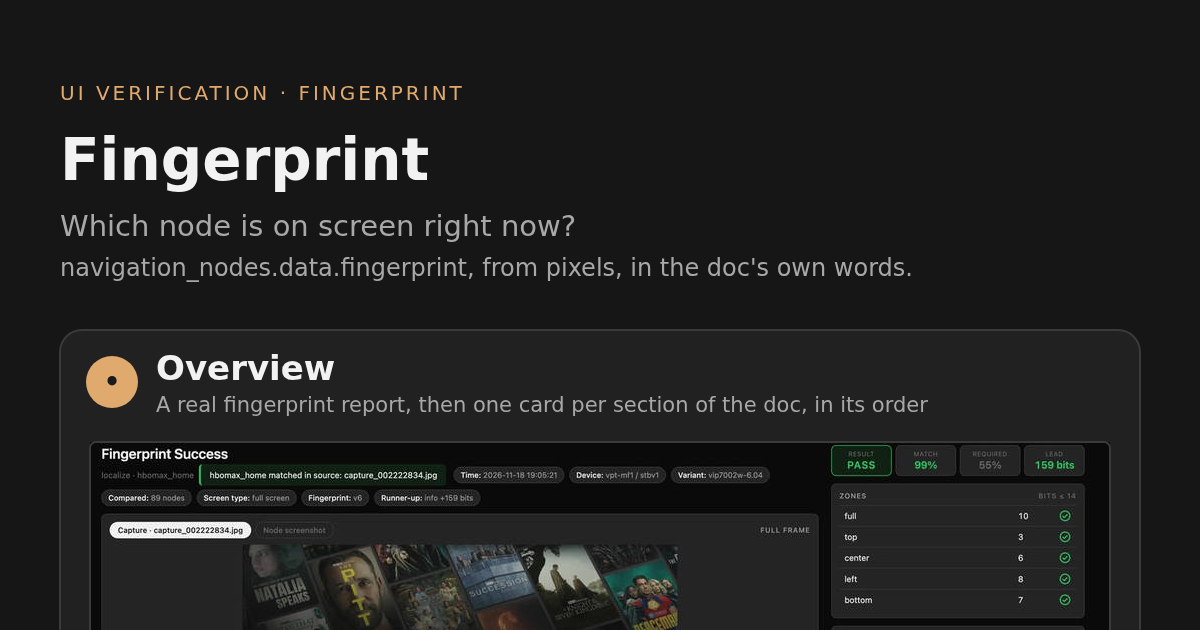 UI VERIFICATION · FINGERPRINT
Fingerprint
Which node is on screen right now?
navigation_nodes.data.fingerprint, from pixels, in the doc's own words.
Overview
A real fingerprint report, then one card per section of the doc, in its order
Fingerprint Success
localize · hbomax_home hbomax_home matched in source: capture_002222834.jpg Time: 2026-11-18 19:05:21 Device: vpt-mf1 / stbv1 Variant: vip7002w-6.04
Compared: 89 nodes Screen type: full screen Fingerprint: v6 Runner-up: info +159 bits
Capture · capture_002222834.jpg Node screenshot FULL FRAME
NATALIA
SPEAKS
PITT
SUCCESSION
RESULT MATCH REQUIRED LEAD
PASS 99% 55% 159 bits
ZONES BITS ≤ 14
full 10
top 3
center 6
left 8
bottom 7